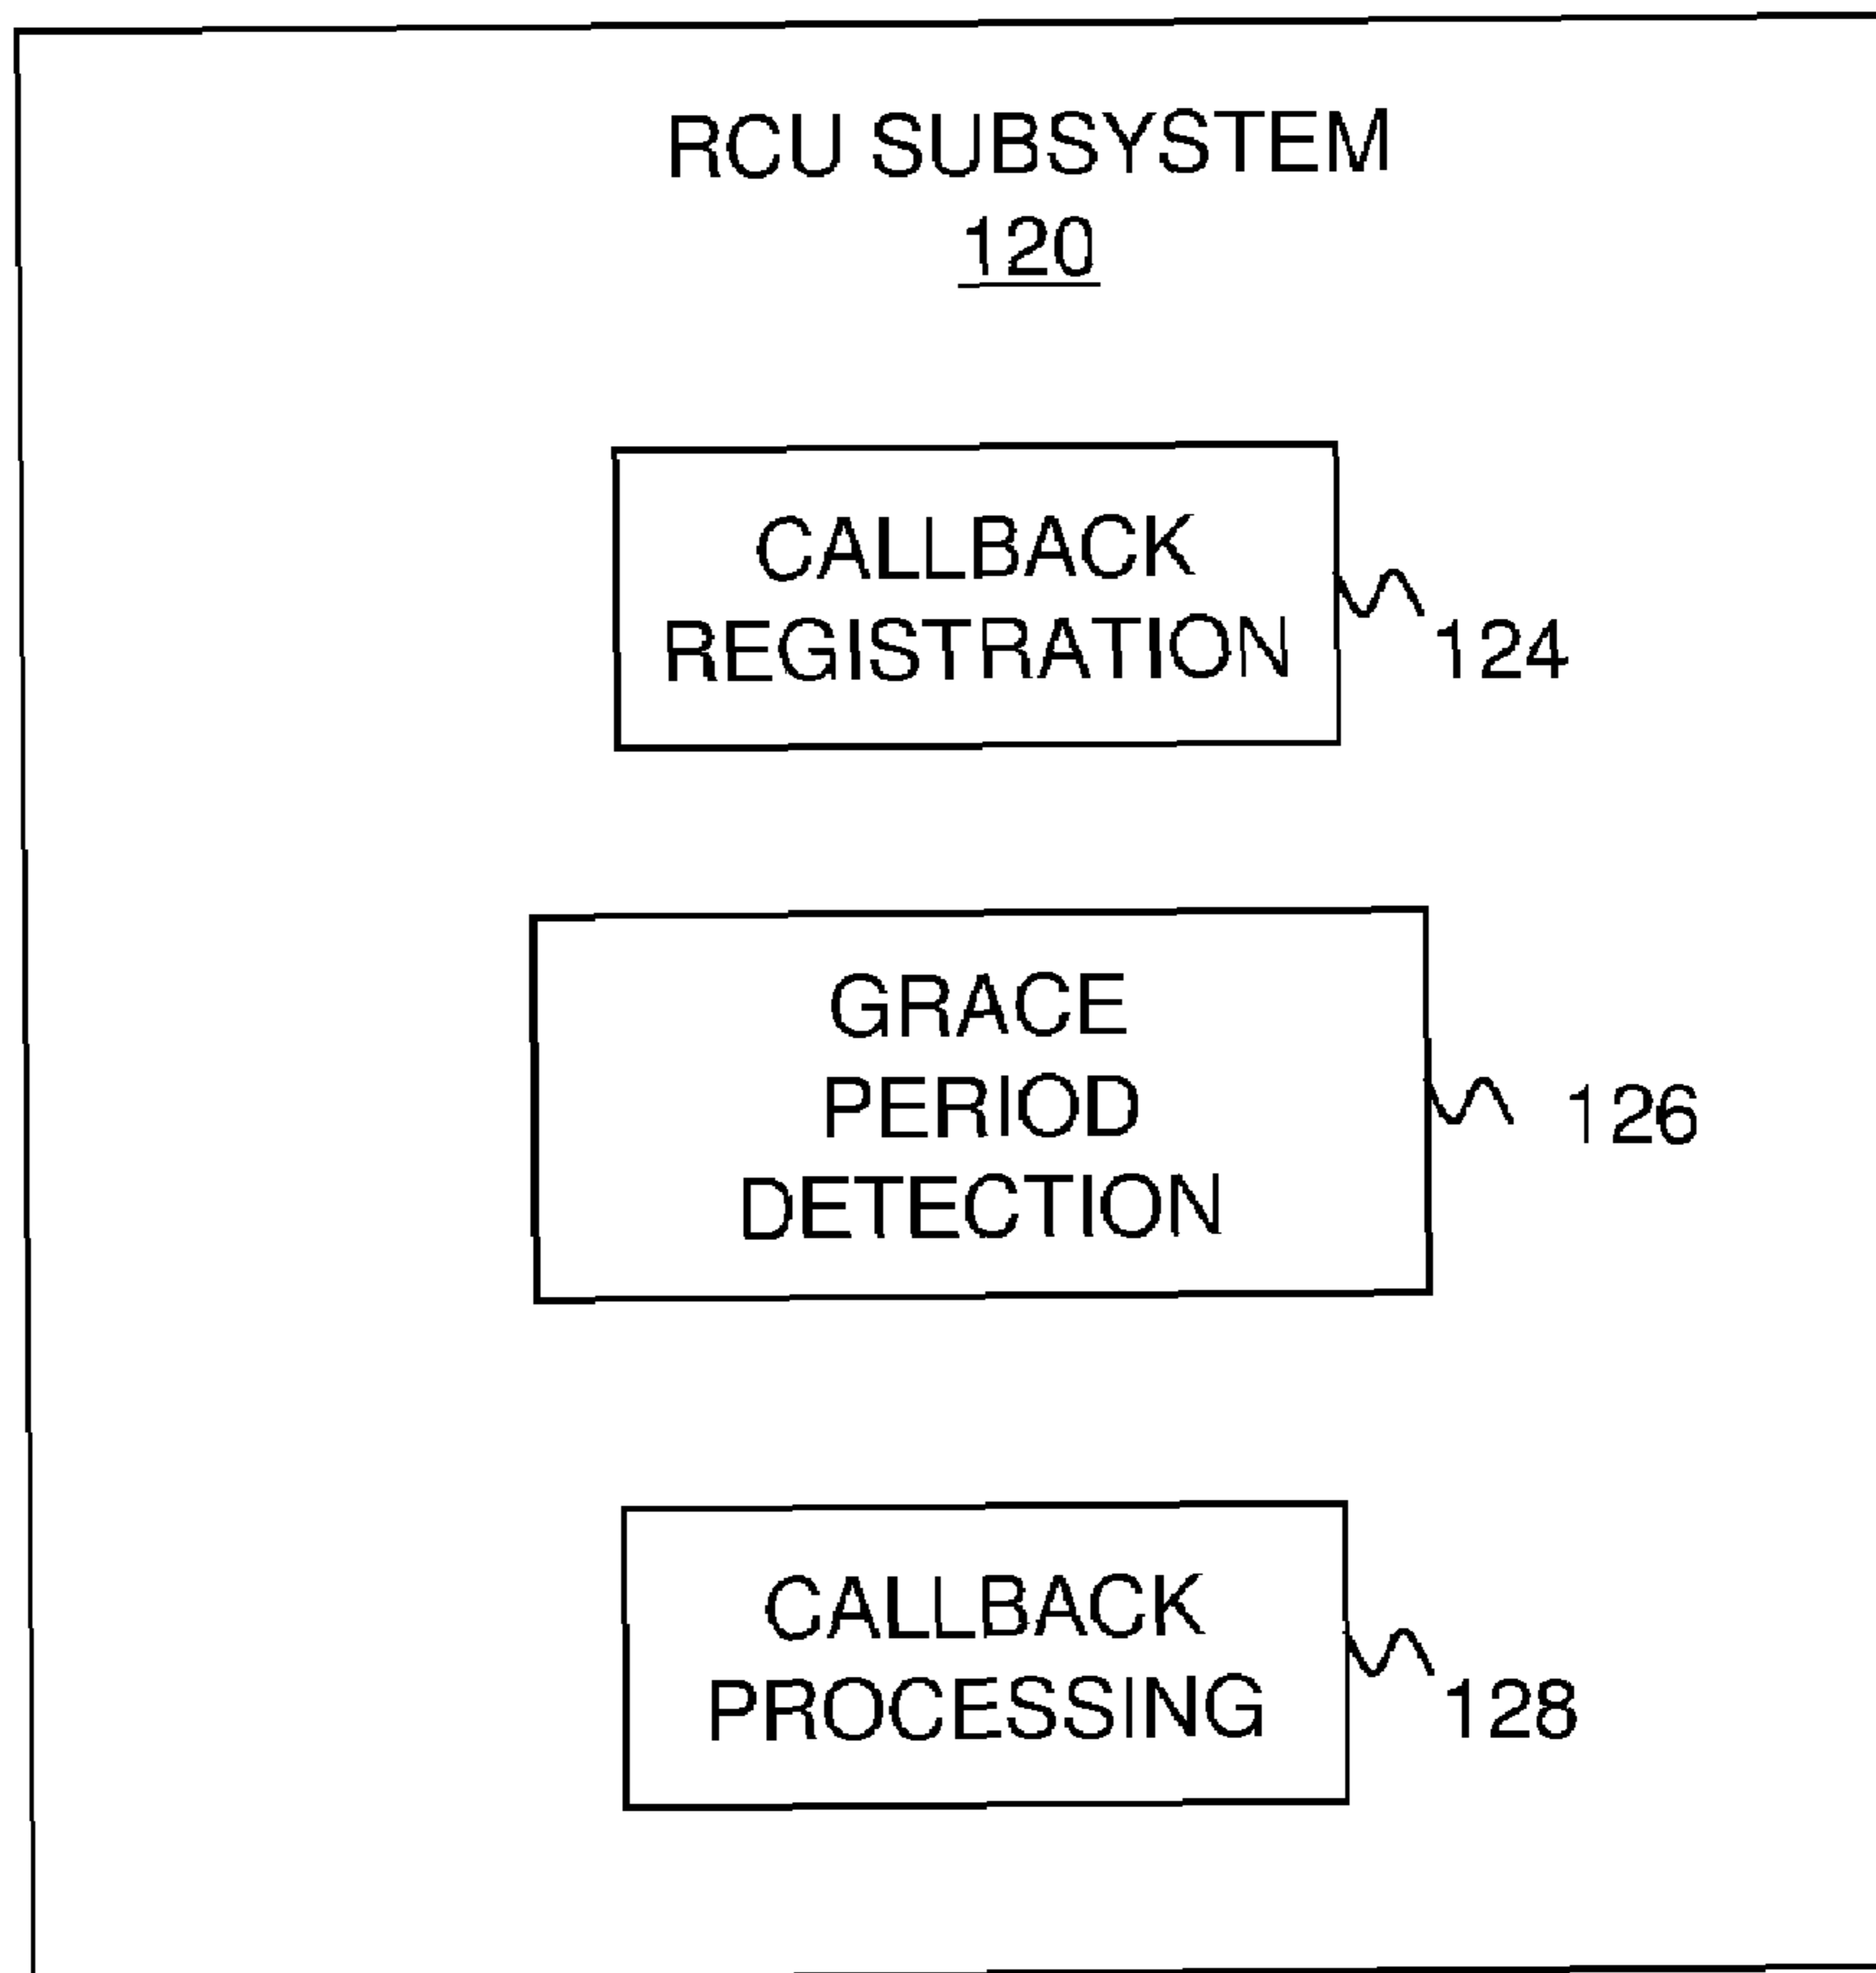 RCU SUBSYSTEM
120
CALLBACK
REGISTRATION
124
GRACE
PERIOD
DETECTION
126
CALLBACK
PROCESSING
128